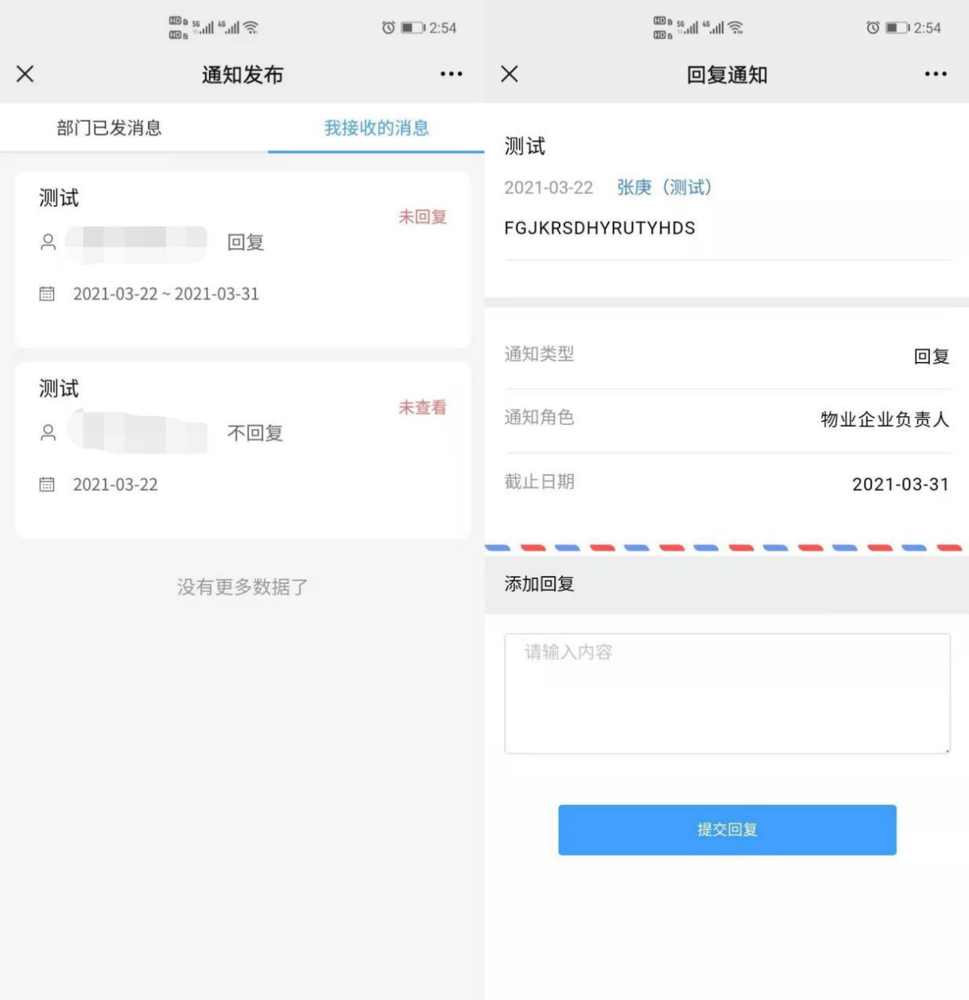 2:54
通知发布
部门已发消息
我接收的消息
测试
未回复
回复
2021-03-22 ~ 2021-03-31
测试
未查看
不回复
2021-03-22
没有更多数据了
2:54
回复通知
测试
2021-03-22 张庚（测试）
FGJKRSDHYRUTYHDS
通知类型 回复
通知角色 物业企业负责人
截止日期 2021-03-31
添加回复
请输入内容
提交回复